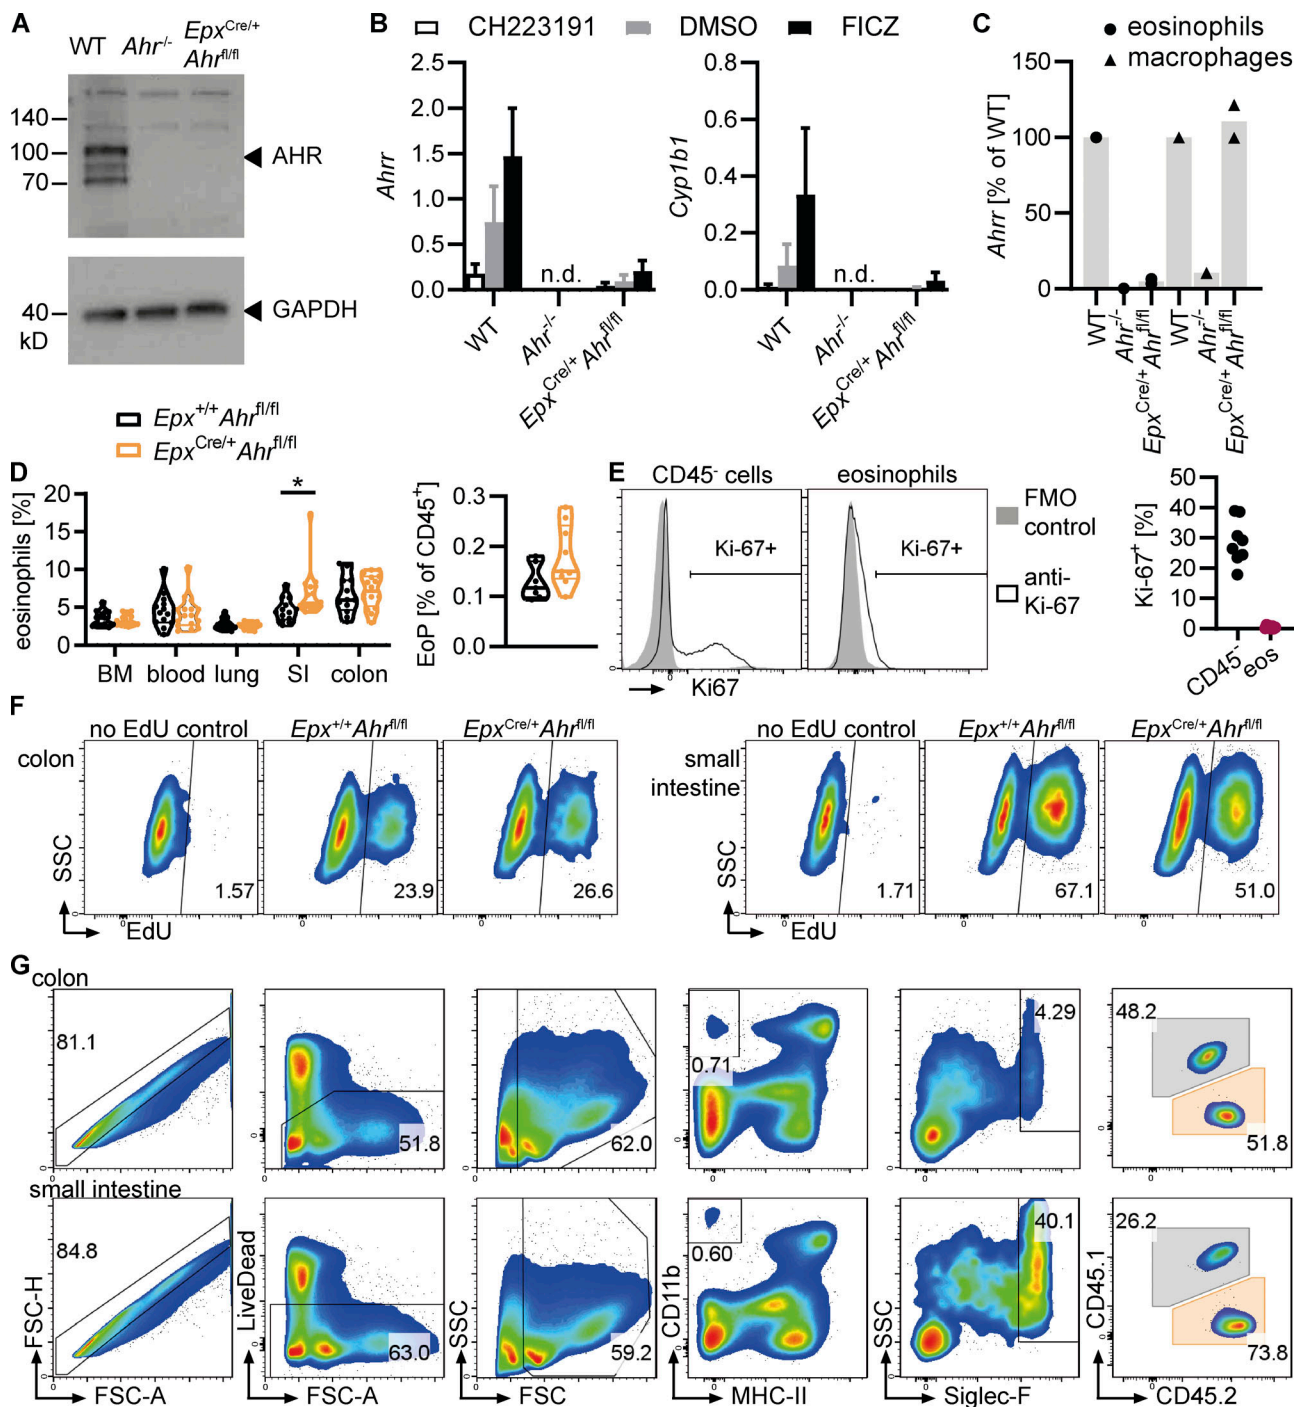 A
WT Ahr-/- EpxCre/+
Ahrfl/fl
140
100
70
AHR
40
kD
GAPDH
B
CH223191 DMSO FICZ
Ahrr
2.5
2.0
1.5
1.0
0.5
0.0
n.d.
WT
Ahr-/-
EpxCre/+ Ahrfl/fl
Cyp1b1
0.8
0.6
0.4
0.2
0.0
n.d.
WT
Ahr-/-
EpxCre/+ Ahrfl/fl
C
eosinophils
macrophages
Ahrr [% of WT]
150
100
50
0
WT
Ahr-/-
EpxCre/+ Ahrfl/fl
WT
Ahr-/-
EpxCre/+ Ahrfl/fl
Epx+/+ Ahrfl/fl
EpxCre/+ Ahrfl/fl
D
eosinophils [%]
20
15
10
5
0
*
BM blood lung SI colon
EoP [% of CD45+]
0.3
0.2
0.1
0.0
E
CD45- cells
eosinophils
Ki-67+
Ki-67+
0
0
Ki67
FMO
control
anti-
Ki-67
Ki-67+ [%]
50
40
30
20
10
0
CD45-
eos
F
no EdU control Epx+/+ Ahrfl/fl EpxCre/+ Ahrfl/fl
colon
1.57
23.9
26.6
SSC
EdU
no EdU control Epx+/+ Ahrfl/fl EpxCre/+ Ahrfl/fl
small
intestine
1.71
67.1
51.0
SSC
EdU
G
colon
81.1
51.8
62.0
0.71
4.29
48.2
51.8
small intestine
84.8
63.0
59.2
0.60
40.1
26.2
73.8
FSC-H
FSC-A
LiveDead
FSC-A
SSC
FSC
CD11b
MHC-II
SSC
Siglec-F
CD45.1
CD45.2